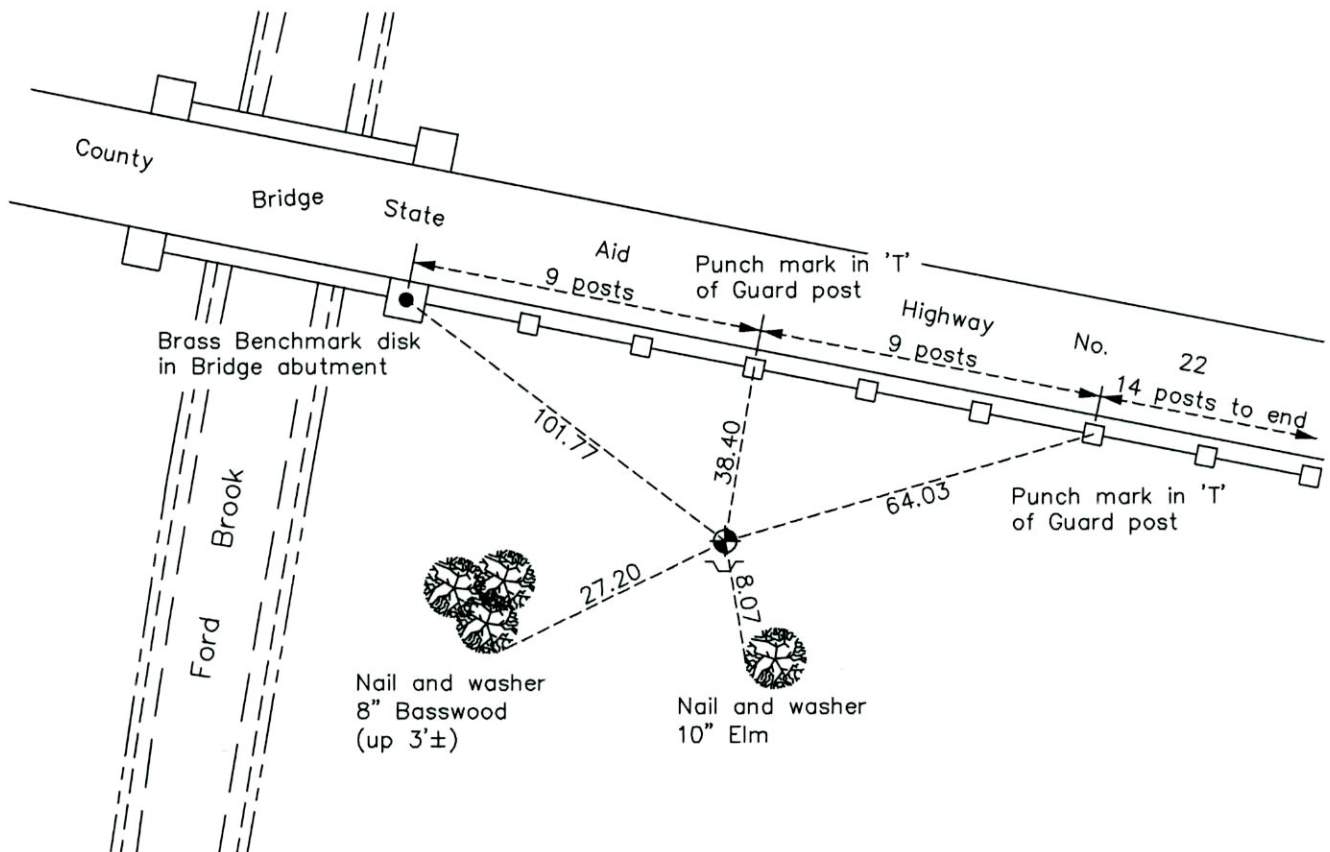 County Bridge State Aid Highway No. 22
9 posts
Punch mark in 'T'
of Guard post
9 posts
14 posts to end
Brass Benchmark disk
in Bridge abutment
101.77
38.40
64.03
Punch mark in 'T'
of Guard post
Ford Brook
27.20
8.07
Nail and washer
8" Basswood
(up 3'±)
Nail and washer
10" Elm